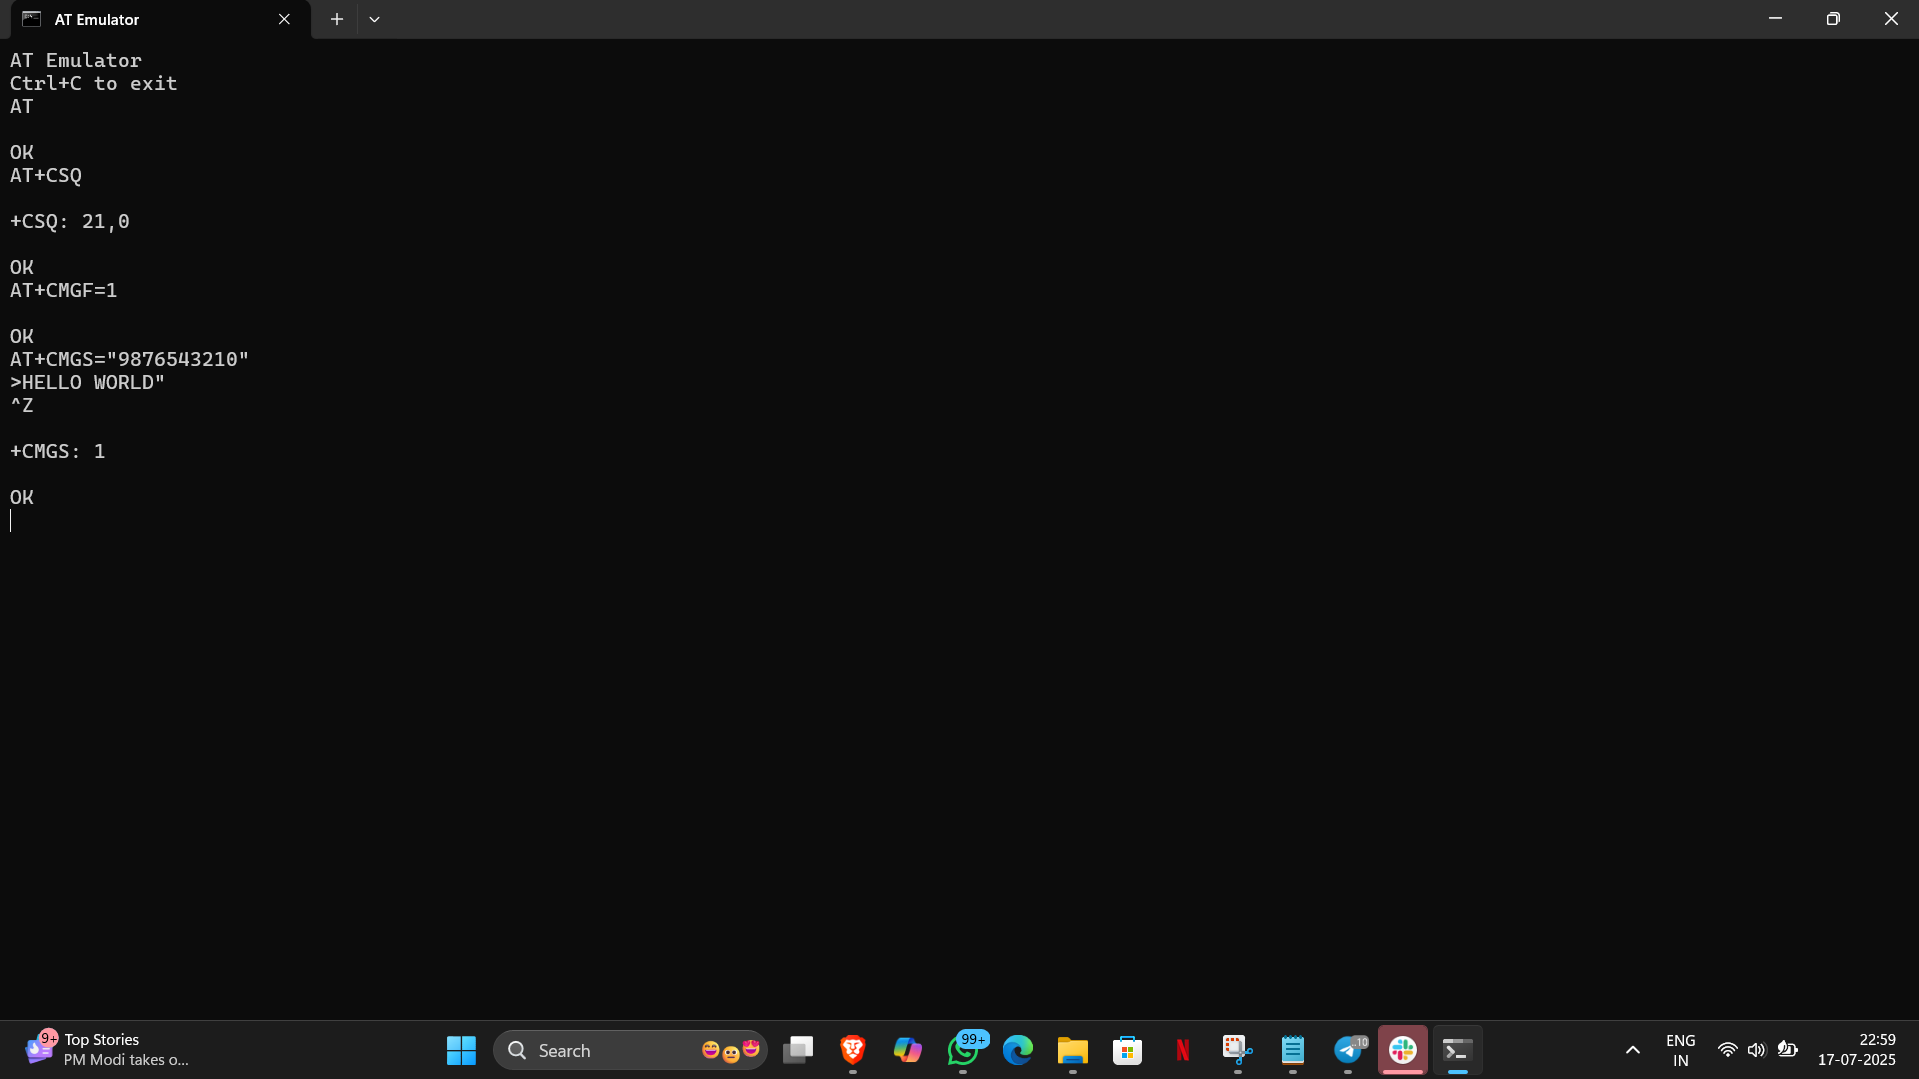 AT Emulator
AT Emulator
Ctrl+C to exit
AT
OK
AT+CSQ
+CSQ: 21,0
OK
AT+CMGF=1
OK
AT+CMGS="9876543210"
>HELLO WORLD"
^Z
+CMGS: 1
OK
9+
Top Stories
PM Modi takes o...
Search
99+
..10
ENG
IN
22:59
17-07-2025